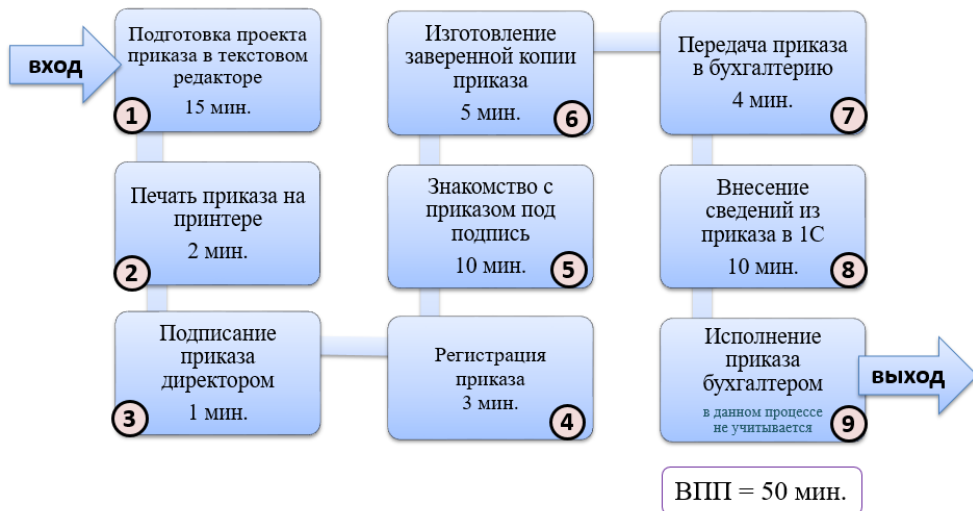 вход
Подготовка проекта
приказа в текстовом
редакторе
15 мин.
1
Печать приказа на
принтере
2 мин.
2
Подписание
приказа
директором
1 мин.
3
Регистрация
приказа
3 мин.
4
Знакомство с
приказом под
подпись
10 мин.
5
Изготовление
заверенной копии
приказа
5 мин.
6
Передача приказа
в бухгалтерию
4 мин.
7
Внесение
сведений из
приказа в 1С
10 мин.
8
Исполнение
приказа
бухгалтером
в данном процессе
не учитывается
9
выход
ВПП = 50 мин.